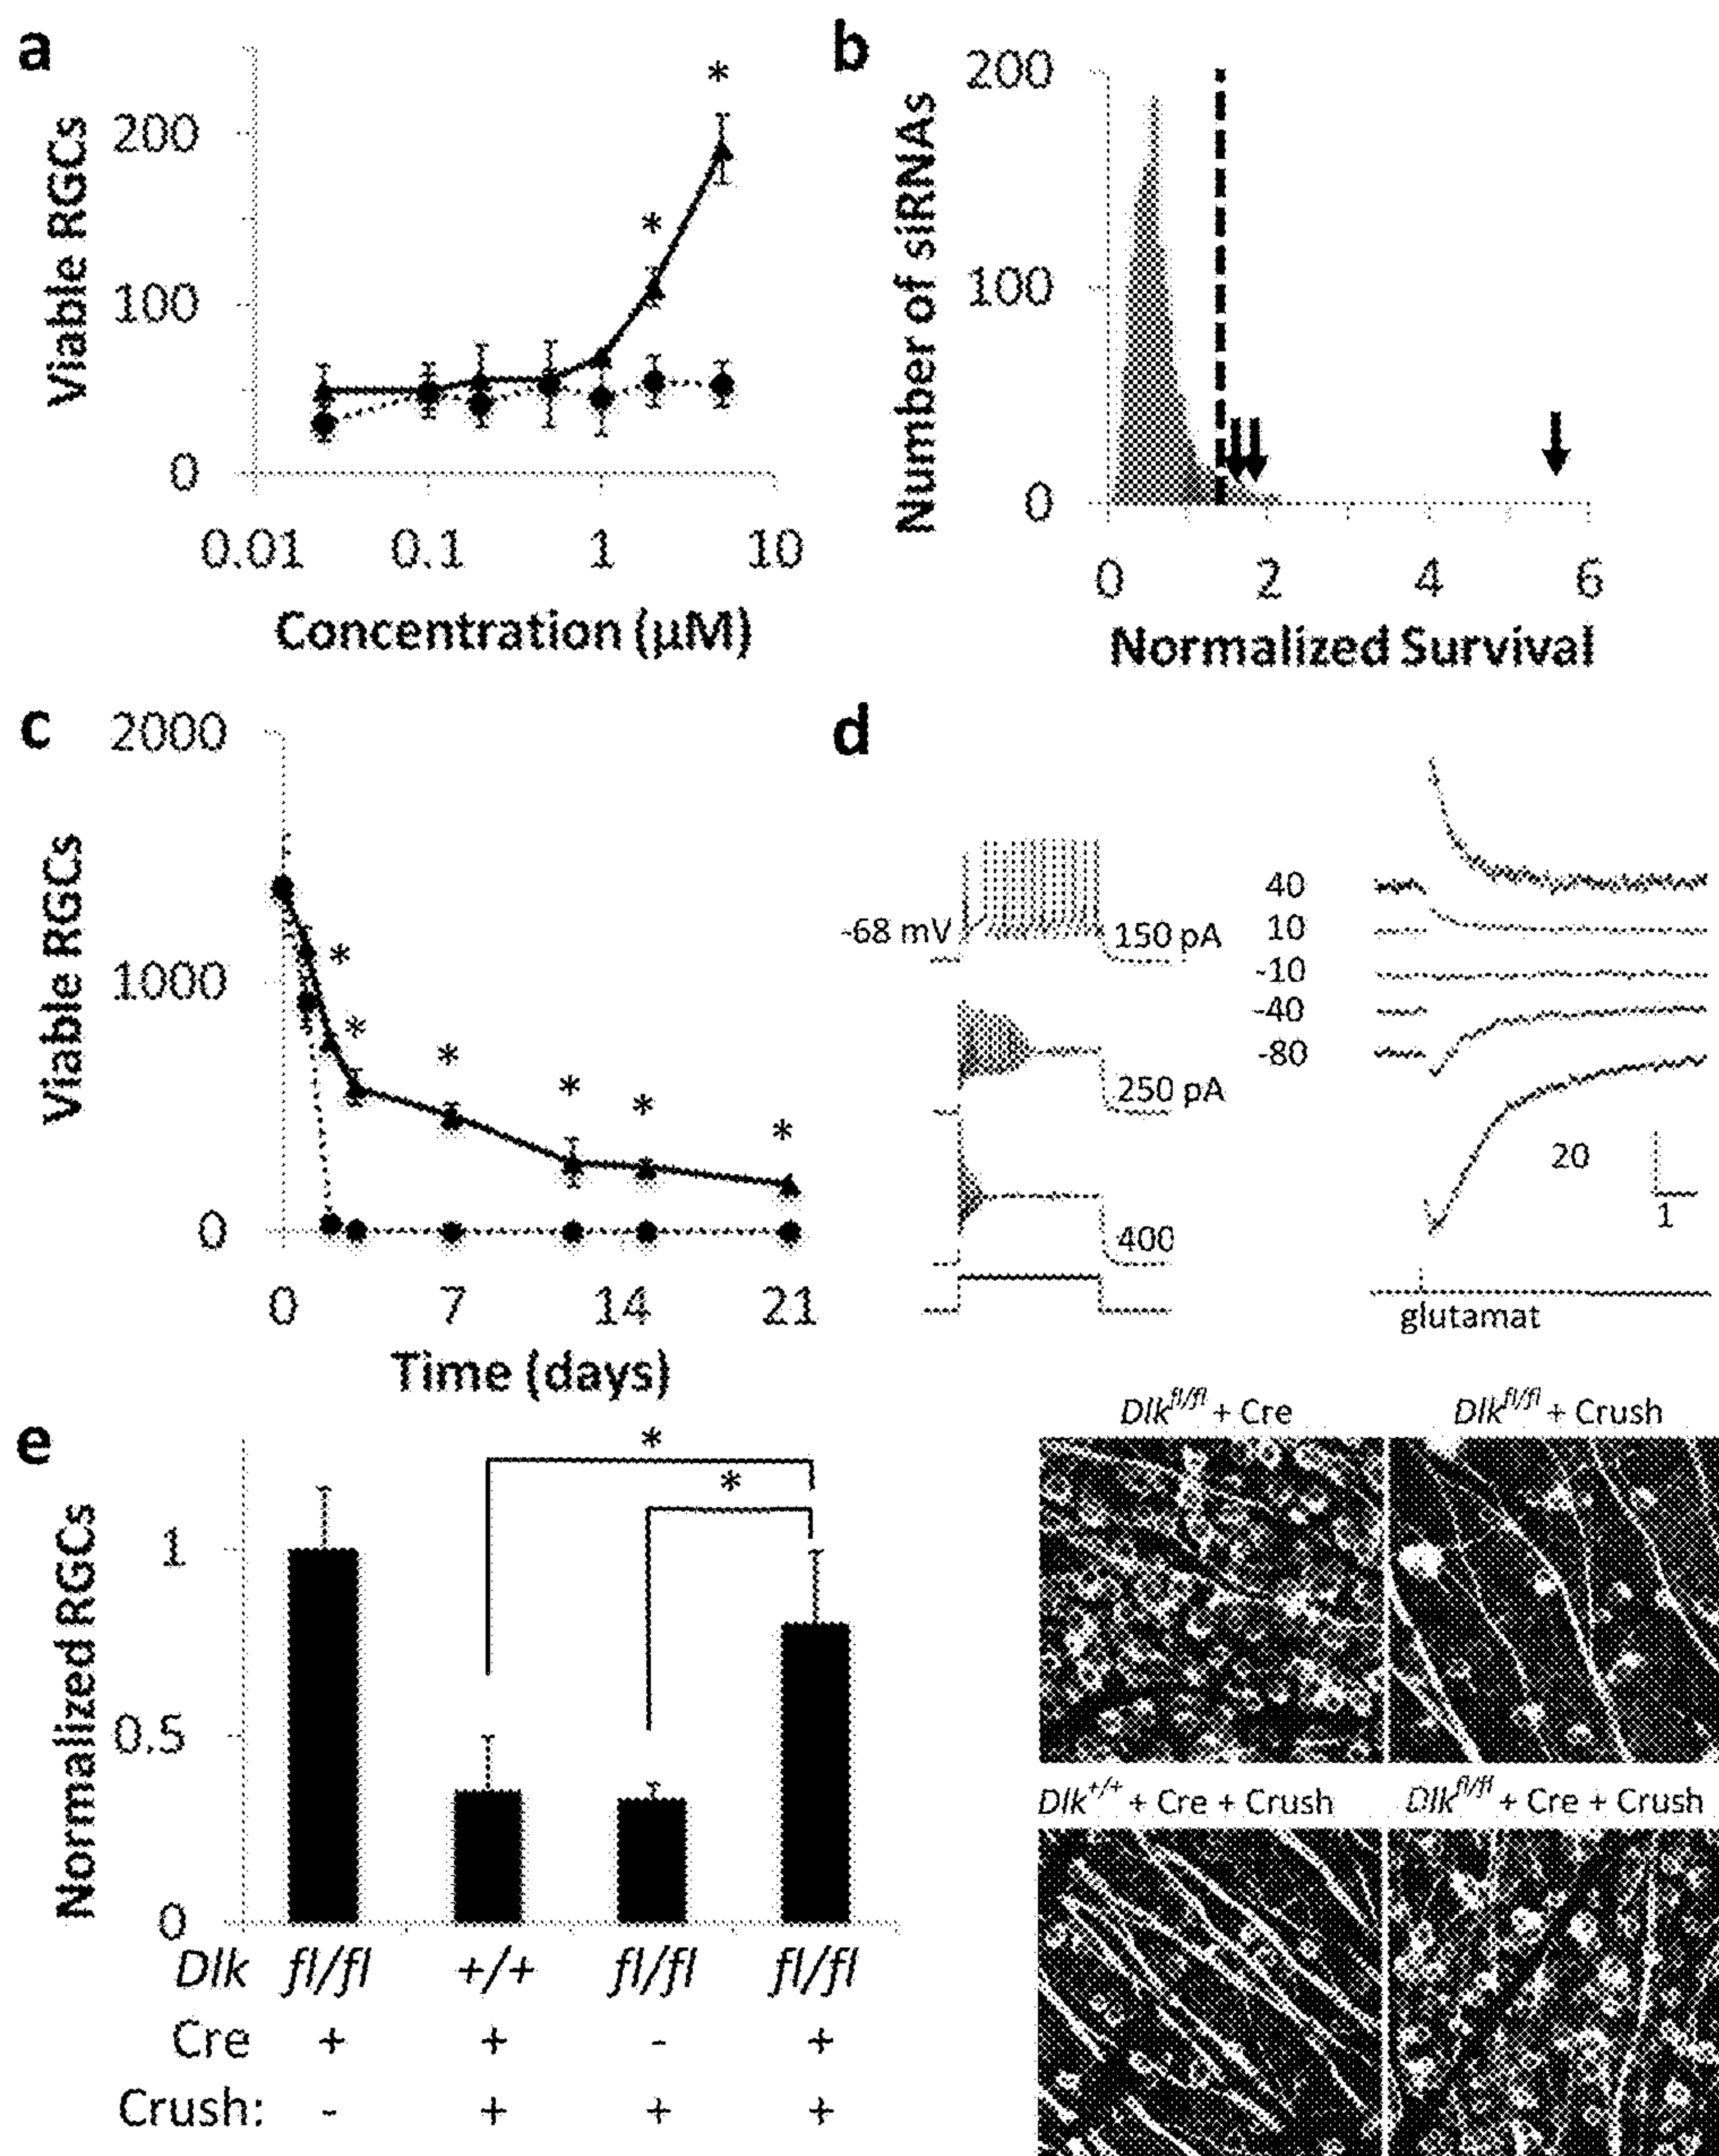 a
*
*
200
100
0
Viable RGCs
0.01 0.1 1 10
Concentration (µM)
b
200
100
0
Number of siRNAs
0 2 4 6
Normalized Survival
c
2000
1000
0
Viable RGCs
* * * * * *
0 7 14 21
Time (days)
d
-68 mV
150 pA
250 pA
400
40
10
-10
-40
-80
20
1
glutamat
e
*
*
1
0.5
0
Normalized RGCs
Dlk fl/fl +/+ fl/fl fl/fl
Cre + + - +
Crush: - + + +
Dlk^fl/fl + Cre
Dlk^fl/fl + Crush
Dlk^+/+ + Cre + Crush
Dlk^fl/fl + Cre + Crush